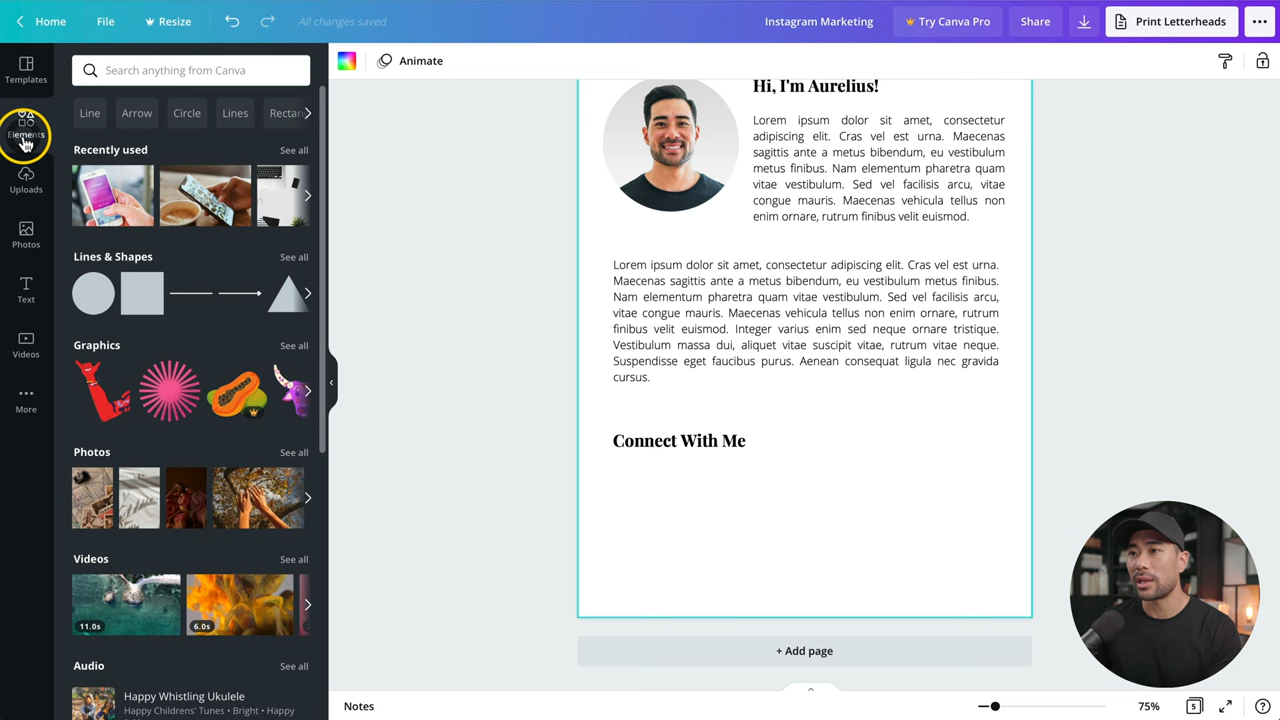 Home
File
Resize
All changes saved
Instagram Marketing
Try Canva Pro
Share
Print Letterheads
Templates
Elements
Uploads
Photos
Text
Videos
More
Search anything from Canva
Line
Arrow
Circle
Lines
Rectan
Recently used
See all
Lines & Shapes
See all
Graphics
See all
Photos
See all
Videos
See all
11.0s
6.0s
Audio
See all
Happy Whistling Ukulele
Happy Childrens' Tunes • Bright • Happy
Animate
Hi, I'm Aurelius!
Lorem ipsum dolor sit amet, consectetur
adipiscing elit. Cras vel est urna. Maecenas
sagittis ante a metus bibendum, eu vestibulum
metus finibus. Nam elementum pharetra quam
vitae vestibulum. Sed vel facilisis arcu, vitae
congue mauris. Maecenas vehicula tellus non
enim ornare, rutrum finibus velit euismod.
Lorem ipsum dolor sit amet, consectetur adipiscing elit. Cras vel est urna.
Maecenas sagittis ante a metus bibendum, eu vestibulum metus finibus.
Nam elementum pharetra quam vitae vestibulum. Sed vel facilisis arcu,
vitae congue mauris. Maecenas vehicula tellus non enim ornare, rutrum
finibus velit euismod. Integer varius enim sed neque ornare tristique.
Vestibulum massa dui, aliquet vitae suscipit vitae, rutrum vitae neque.
Suspendisse eget faucibus purus. Aenean consequat ligula nec gravida
cursus.
Connect With Me
+ Add page
Notes
75%
5